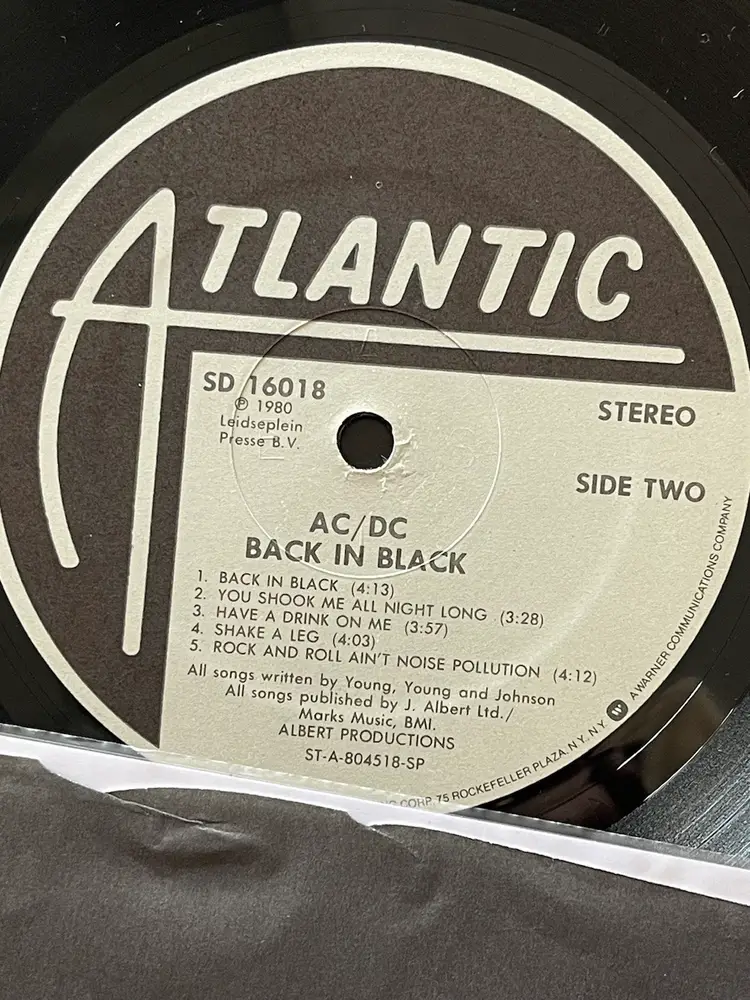 ATLANTIC
SD 16018
℗ 1980
Leidseplein
Presse B.V.
STEREO
SIDE TWO
AC/DC
BACK IN BLACK
1. BACK IN BLACK (4:13)
2. YOU SHOOK ME ALL NIGHT LONG (3:28)
3. HAVE A DRINK ON ME (3:57)
4. SHAKE A LEG (4:03)
5. ROCK AND ROLL AIN'T NOISE POLLUTION (4:12)
All songs written by Young, Young and Johnson
All songs published by J. Albert Ltd./
Marks Music, BMI.
ALBERT PRODUCTIONS
ST-A-804518-SP
CORP. 75 ROCKEFELLER PLAZA, N.Y., N.Y. A WARNER COMMUNICATIONS COMPANY